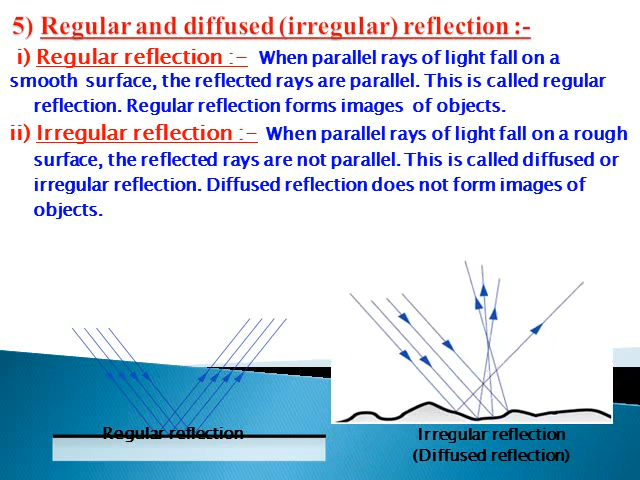 5) Regular and diffused (irregular) reflection :-
i) Regular reflection :- When parallel rays of light fall on a
smooth surface, the reflected rays are parallel. This is called regular
reflection. Regular reflection forms images of objects.
ii) Irregular reflection :- When parallel rays of light fall on a rough
surface, the reflected rays are not parallel. This is called diffused or
irregular reflection. Diffused reflection does not form images of
objects.
Regular reflection
Irregular reflection
(Diffused reflection)